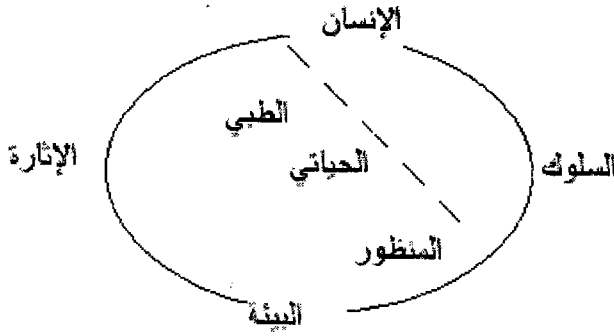 الإنسان
الطبي
الإثارة
الحياتي
السلوك
المنظور
البيئة